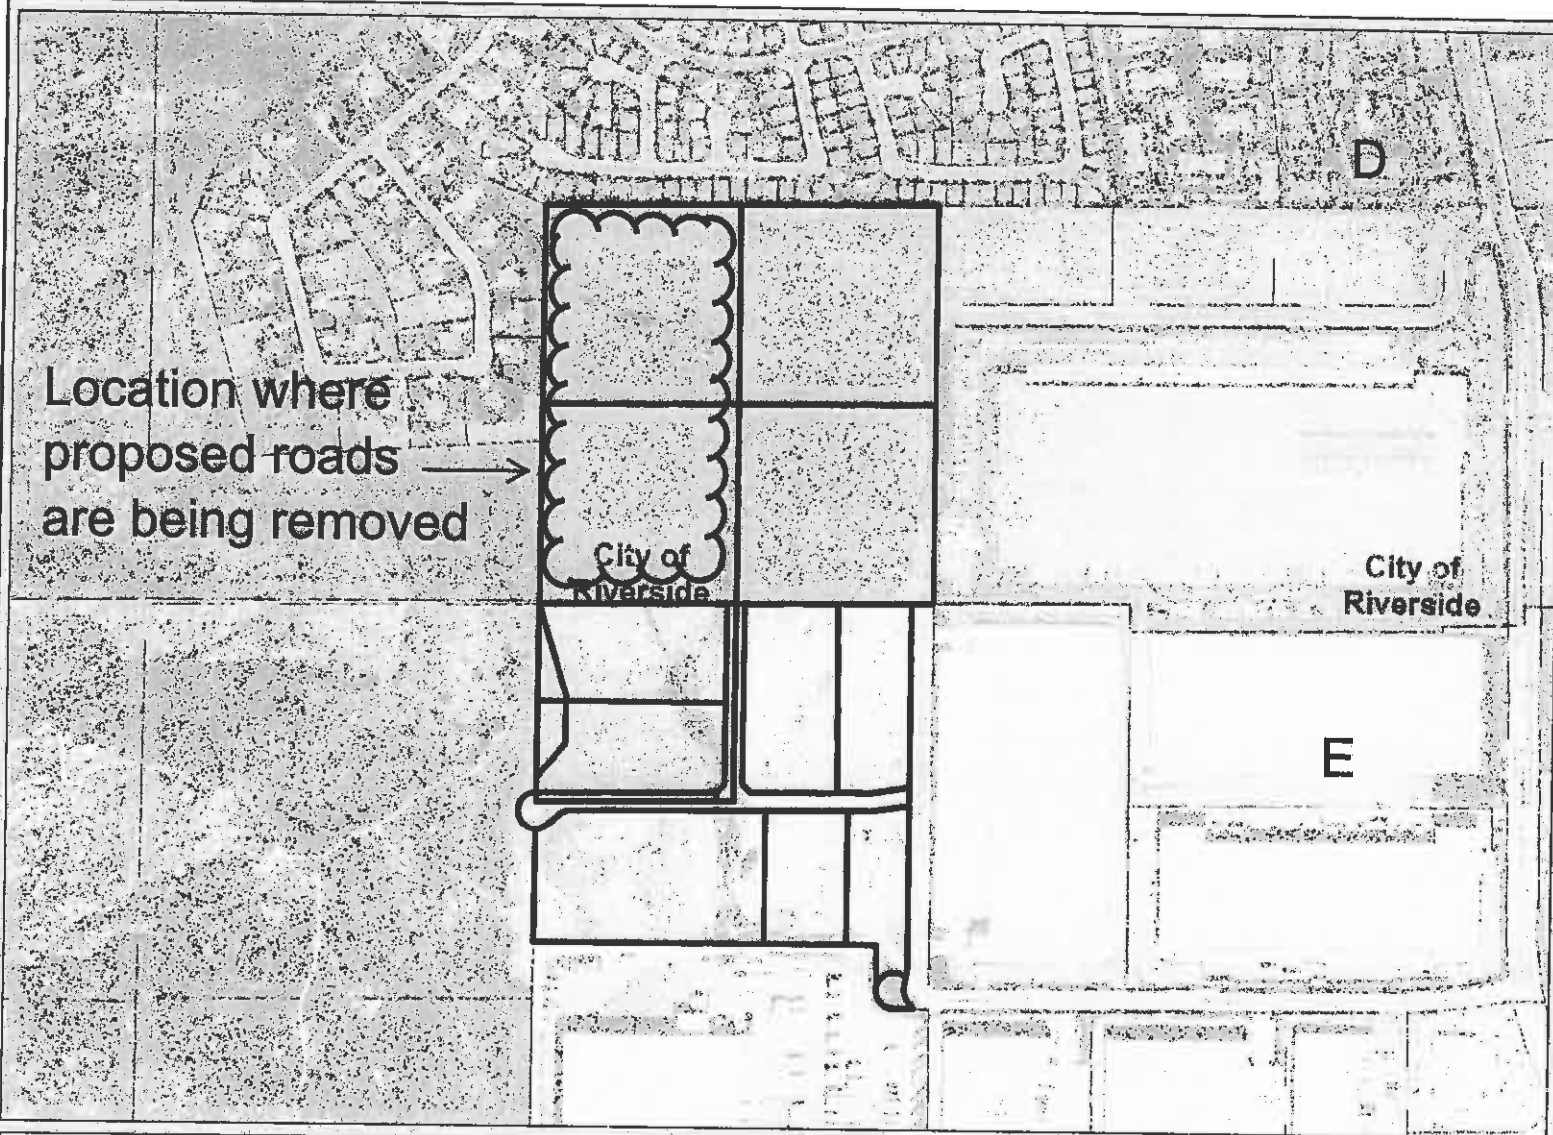 D
Location where
proposed roads
are being removed
City of
Riverside
City of
Riverside
E